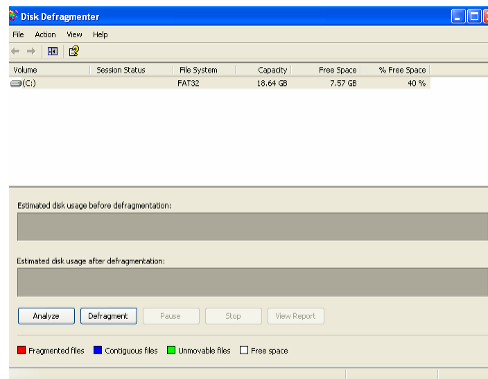 Disk Defragmenter
File Action View Help
Volume Session Status File System Capacity Free Space % Free Space
(C:) FAT32 18.64 GB 7.57 GB 40 %
Estimated disk usage before defragmentation:
Estimated disk usage after defragmentation:
Analyze Defragment Pause Stop View Report
Fragmented files Contiguous files Unmovable files Free space